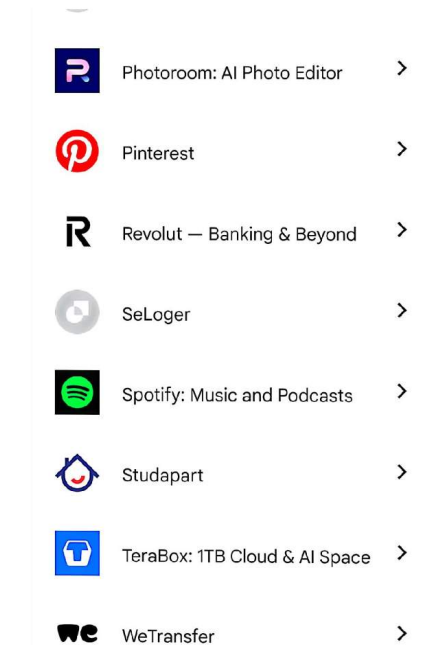 Photoroom: AI Photo Editor
Pinterest
Revolut — Banking & Beyond
SeLoger
Spotify: Music and Podcasts
Studapart
TeraBox: 1TB Cloud & AI Space
we WeTransfer